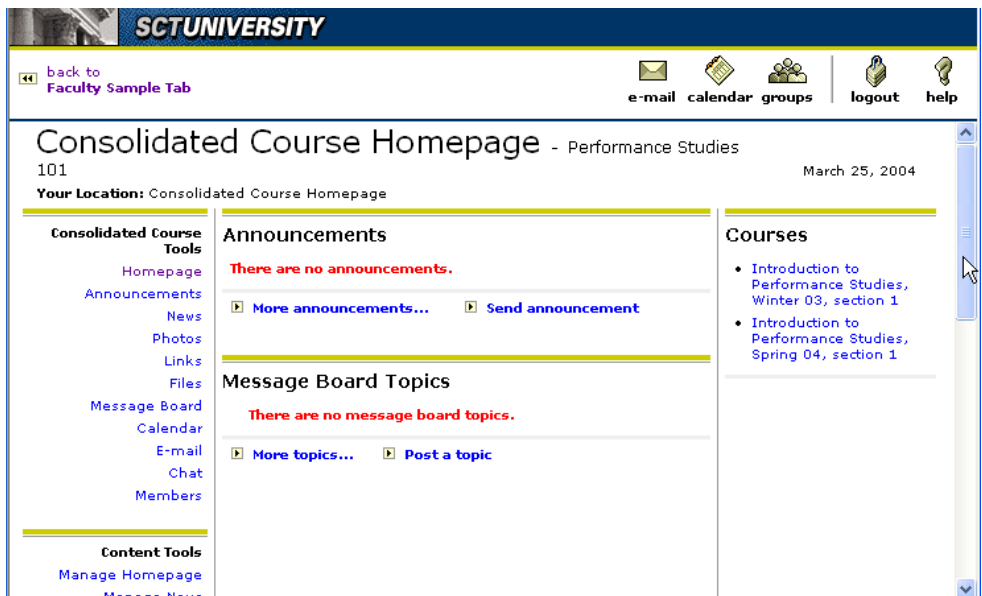 SCTUNIVERSITY
back to
Faculty Sample Tab
e-mail calendar groups logout help
Consolidated Course Homepage - Performance Studies
101
March 25, 2004
Your Location: Consolidated Course Homepage
Consolidated Course
Tools
Homepage
Announcements
News
Photos
Links
Files
Message Board
Calendar
E-mail
Chat
Members
Content Tools
Manage Homepage
Manage News
Announcements
There are no announcements.
More announcements... Send announcement
Message Board Topics
There are no message board topics.
More topics... Post a topic
Courses
Introduction to
Performance Studies,
Winter 03, section 1
Introduction to
Performance Studies,
Spring 04, section 1